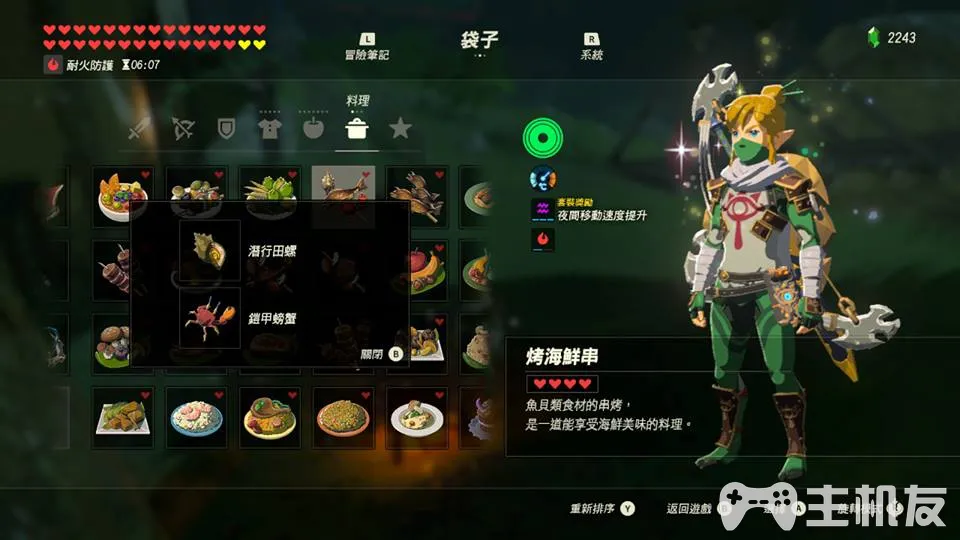 L
袋子
R
2243
冒險筆記
系統
耐火防護 06:07
料理
套裝獎勵
夜間移動速度提升
潛行田螺
鎧甲螃蟹
關閉 B
烤海鮮串
魚貝類食材的串烤，
是一道能享受海鮮美味的料理。
重新排序 Y
返回遊戲
主机友